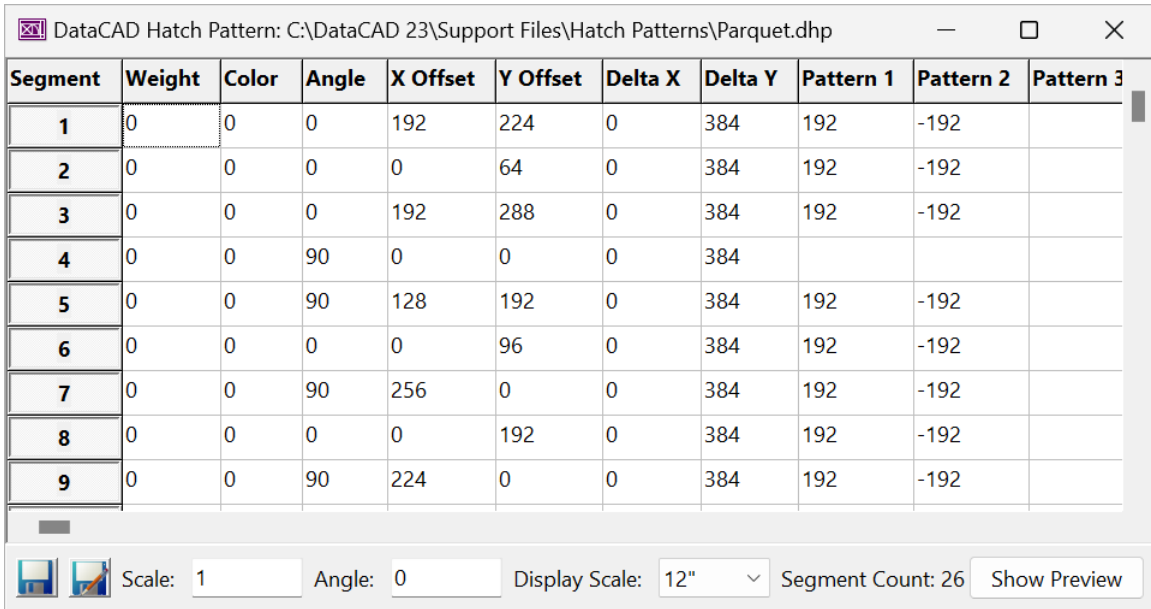 DataCAD Hatch Pattern: C:\DataCAD 23\Support Files\Hatch Patterns\Parquet.dhp
Segment Weight Color Angle X Offset Y Offset Delta X Delta Y Pattern 1 Pattern 2 Pattern 3
1 0 0 0 192 224 0 384 192 -192
2 0 0 0 0 64 0 384 192 -192
3 0 0 0 192 288 0 384 192 -192
4 0 0 90 0 0 0 384
5 0 0 90 128 192 0 384 192 -192
6 0 0 0 0 96 0 384 192 -192
7 0 0 90 256 0 0 384 192 -192
8 0 0 0 0 192 0 384 192 -192
9 0 0 90 224 0 0 384 192 -192
Scale: 1 Angle: 0 Display Scale: 12" Segment Count: 26 Show Preview